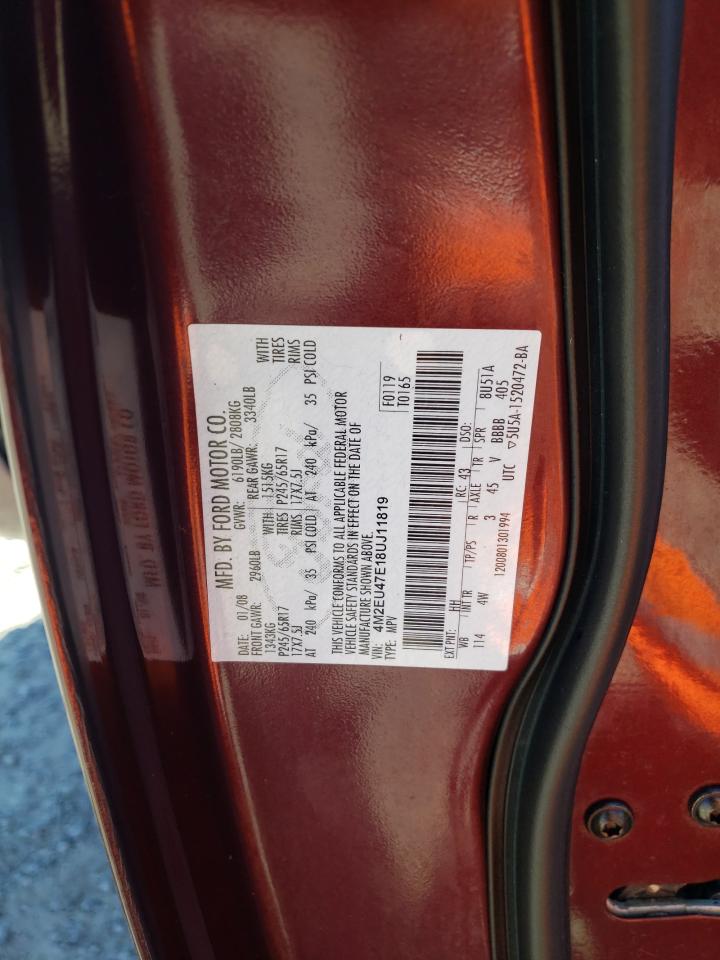 MFD. BY FORD MOTOR CO.
DATE: 01/08 GVWR: 6190LB/ 2808KG
FRONT GAWR: 2960LB REAR GAWR: 3340LB
1343KG WITH 1515KG WITH
P245/65R17 TIRES P245/65R17 TIRES
17X7.5J RIMS 17X7.5J RIMS
AT 240 kPa/ 35 PSI COLD AT 240 kPa/ 35 PSI COLD
THIS VEHICLE CONFORMS TO ALL APPLICABLE FEDERAL MOTOR
VEHICLE SAFETY STANDARDS IN EFFECT ON THE DATE OF
MANUFACTURE SHOWN ABOVE.
VIN: 4M2EU47E18UJ11819
TYPE: MPV
F0119
T0165
EXT PNT: HH RC: 43 DSO:
WB INT TR TP/PS R AXLE TR SPR 8U51A
114 4W 3 45 V BBBB 405
1200801301994 UTC ▽5U5A-1520472-BA